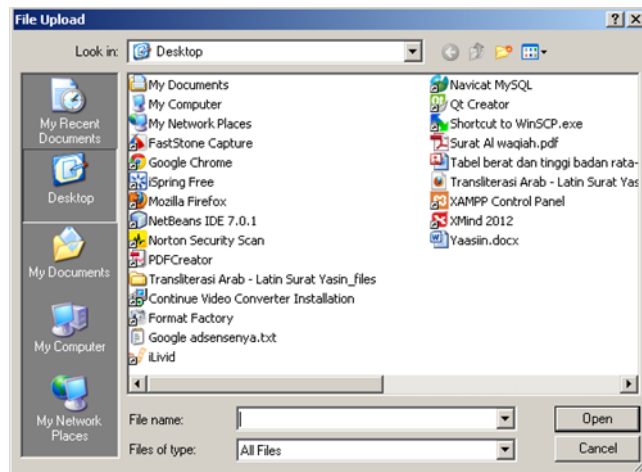 File Upload
Look in:
Desktop
My Recent
Documents
Desktop
My Documents
My Computer
My Network
Places
My Documents
My Computer
My Network Places
FastStone Capture
Google Chrome
iSpring Free
Mozilla Firefox
NetBeans IDE 7.0.1
Norton Security Scan
PDFCreator
Transliterasi Arab - Latin Surat Yasin_files
Continue Video Converter Installation
Format Factory
Google adsensenya.txt
iLivid
Navicat MySQL
Qt Creator
Shortcut to WinSCP.exe
Surat Al waqiah.pdf
Tabel berat dan tinggi badan rata-
Transliterasi Arab - Latin Surat Yas
XAMPP Control Panel
XMind 2012
Yaasiin.docx
File name:
Open
Files of type:
All Files
Cancel